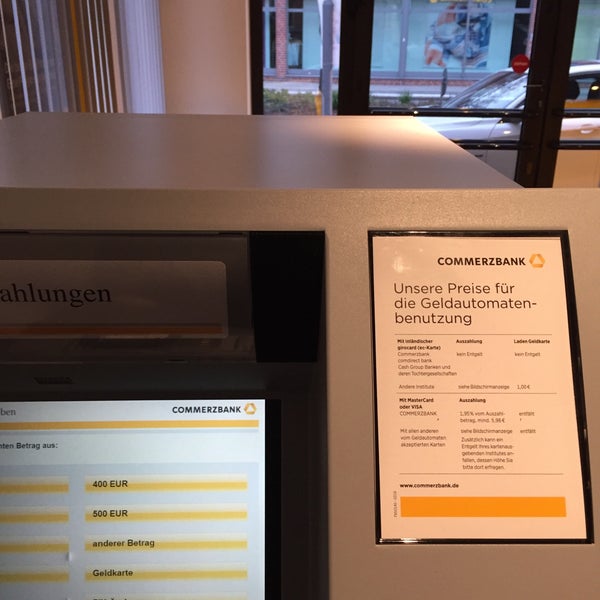 ahlungen
COMMERZBANK
nten Betrag aus:
400 EUR
500 EUR
anderer Betrag
Geldkarte
COMMERZBANK
Unsere Preise für
die Geldautomaten-
benutzung
Mit inländischer girocard (ec-Karte) Auszahlung Laden Geldkarte
Commerzbank kein Entgelt kein Entgelt
comdirect bank
Cash Group Banken und
deren Tochtergesellschaften
Andere Institute siehe Bildschirmanzeige 1,00 €
Mit MasterCard oder VISA Auszahlung
COMMERZBANK 1,95% vom Auszahl- entfällt
betrag, mind. 5,98 €
Mit allen anderen siehe Bildschirmanzeige entfällt
vom Geldautomaten Zusätzlich kann ein
akzeptierten Karten Entgelt Ihres kartenaus-
gebenden Institutes an-
fallen, dessen Höhe Sie
bitte dort erfragen.
www.commerzbank.de